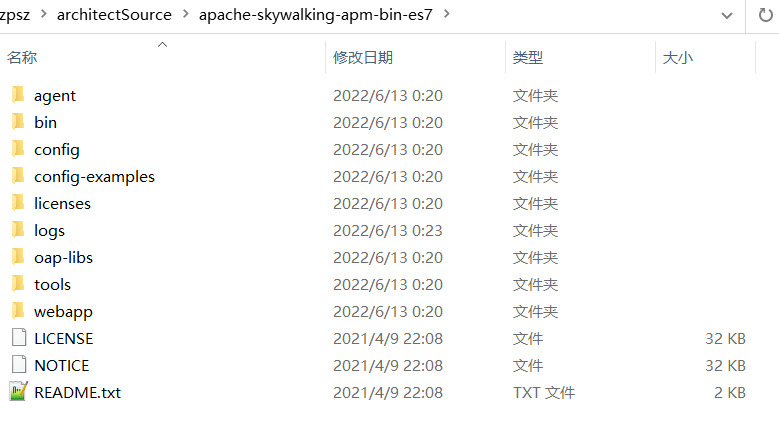 zpsz > architectSource > apache-skywalking-apm-bin-es7 >
名称 修改日期 类型 大小
agent 2022/6/13 0:20 文件夹
bin 2022/6/13 0:20 文件夹
config 2022/6/13 0:20 文件夹
config-examples 2022/6/13 0:20 文件夹
licenses 2022/6/13 0:20 文件夹
logs 2022/6/13 0:23 文件夹
oap-libs 2022/6/13 0:20 文件夹
tools 2022/6/13 0:20 文件夹
webapp 2022/6/13 0:20 文件夹
LICENSE 2021/4/9 22:08 文件 32 KB
NOTICE 2021/4/9 22:08 文件 32 KB
README.txt 2021/4/9 22:08 TXT 文件 2 KB